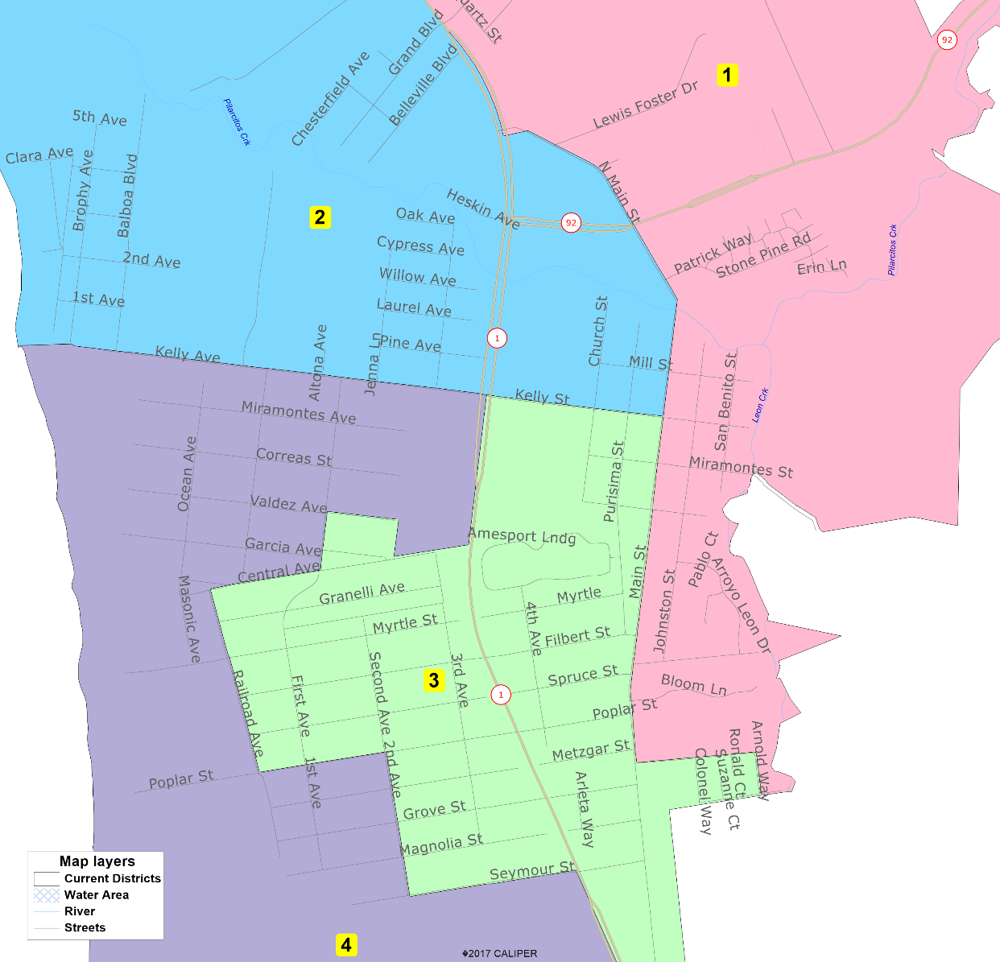 Quartz St
Grand Blvd
92
Chesterfield Ave
Belleville Blvd
1
Lewis Foster Dr
Pilarcitos Crk
5th Ave
Clara Ave
Brophy Ave
Balboa Blvd
N Main St
Heskin Ave
2
Oak Ave
92
Cypress Ave
Patrick Way
Stone Pine Rd
Erin Ln
Pilarcitos Crk
2nd Ave
Willow Ave
1st Ave
Laurel Ave
Church St
Altona Ave
Jenna Ln
Pine Ave
1
Kelly Ave
Mill St
San Benito St
Kelly St
Leon Crk
Miramontes Ave
Correas St
Ocean Ave
Purisima St
Miramontes St
Valdez Ave
Amesport Lndg
Garcia Ave
Central Ave
Main St
Pablo Ct
Arroyo Leon Dr
Masonic Ave
Granelli Ave
Myrtle
Johnston St
Myrtle St
4th Ave
Filbert St
Railroad Ave
First Ave
Second Ave
3
3rd Ave
1
Spruce St
Bloom Ln
Poplar St
Metzgar St
Poplar St
1st Ave
2nd Ave
Arleta Way
Colonel Way
Suzanne Ct
Ronald Ct
Arnold Way
Grove St
Magnolia St
Seymour St
Map layers
Current Districts
Water Area
River
Streets
4
�2017 CALIPER